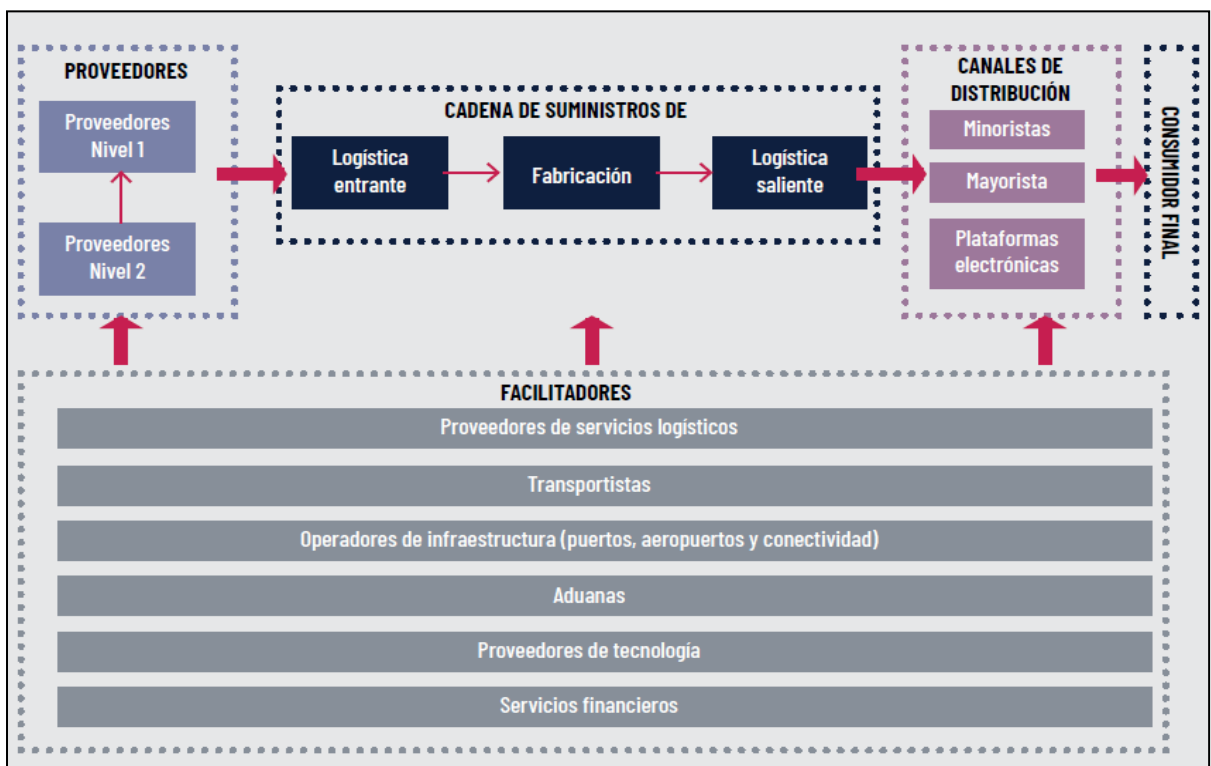 PROVEEDORES
Proveedores
Nivel 1
Proveedores
Nivel 2
CADENA DE SUMINISTROS DE
Logística
entrante
Fabricación
Logística
saliente
CANALES DE
DISTRIBUCIÓN
Minoristas
Mayorista
Plataformas
electrónicas
CONSUMIDOR FINAL
FACILITADORES
Proveedores de servicios logísticos
Transportistas
Operadores de infraestructura (puertos, aeropuertos y conectividad)
Aduanas
Proveedores de tecnología
Servicios financieros